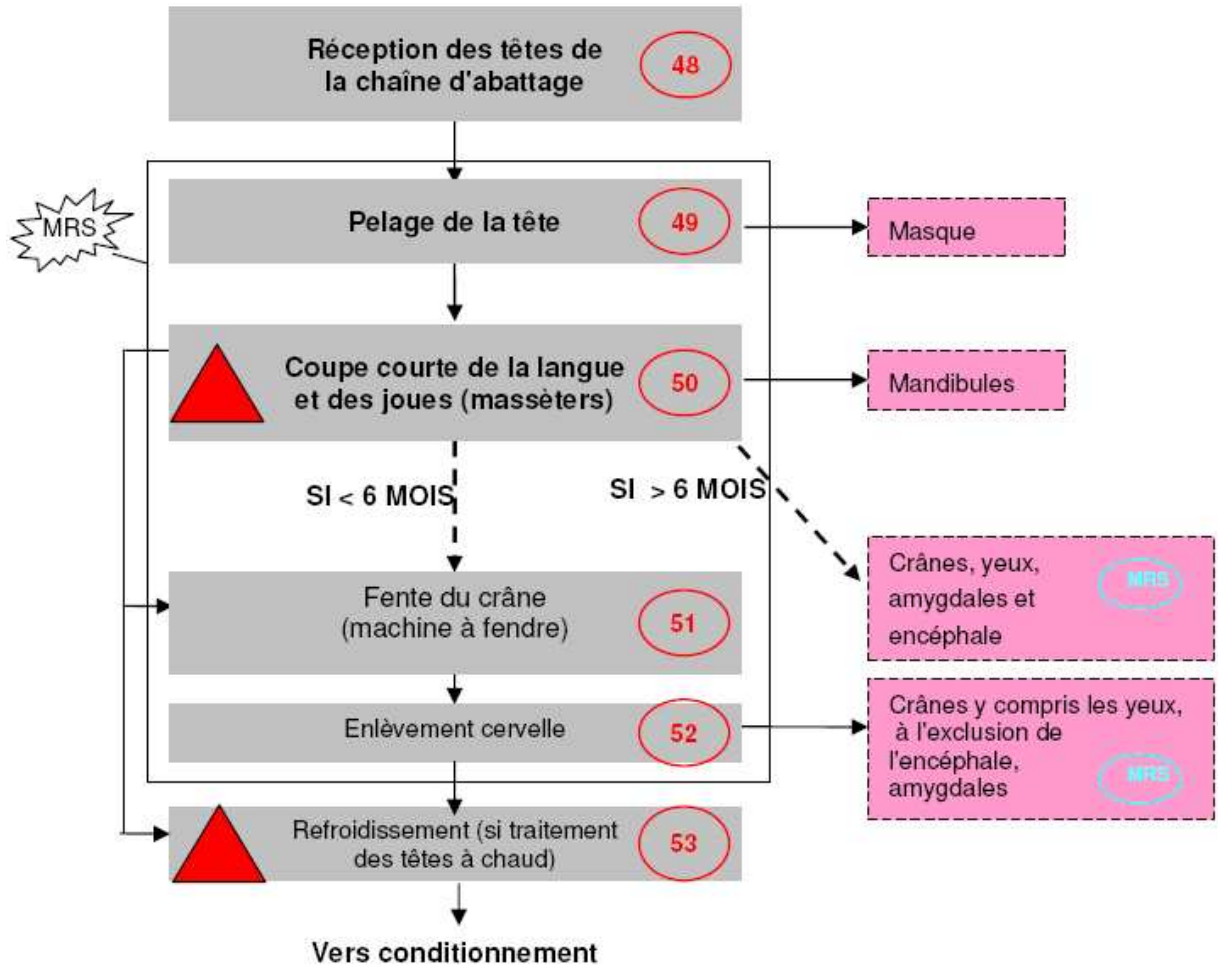 Réception des têtes de
la chaîne d'abattage
48
MRS
Pelage de la tête
49
Masque
Coupe courte de la langue
et des joues (massèters)
50
Mandibules
SI < 6 MOIS
SI > 6 MOIS
Crânes, yeux,
amygdales et
encéphale
MRS
Fente du crâne
(machine à fendre)
51
Enlèvement cervelle
52
Crânes y compris les yeux,
à l'exclusion de
l'encéphale,
amygdales
MRS
Refroidissement (si traitement
des têtes à chaud)
53
Vers conditionnement